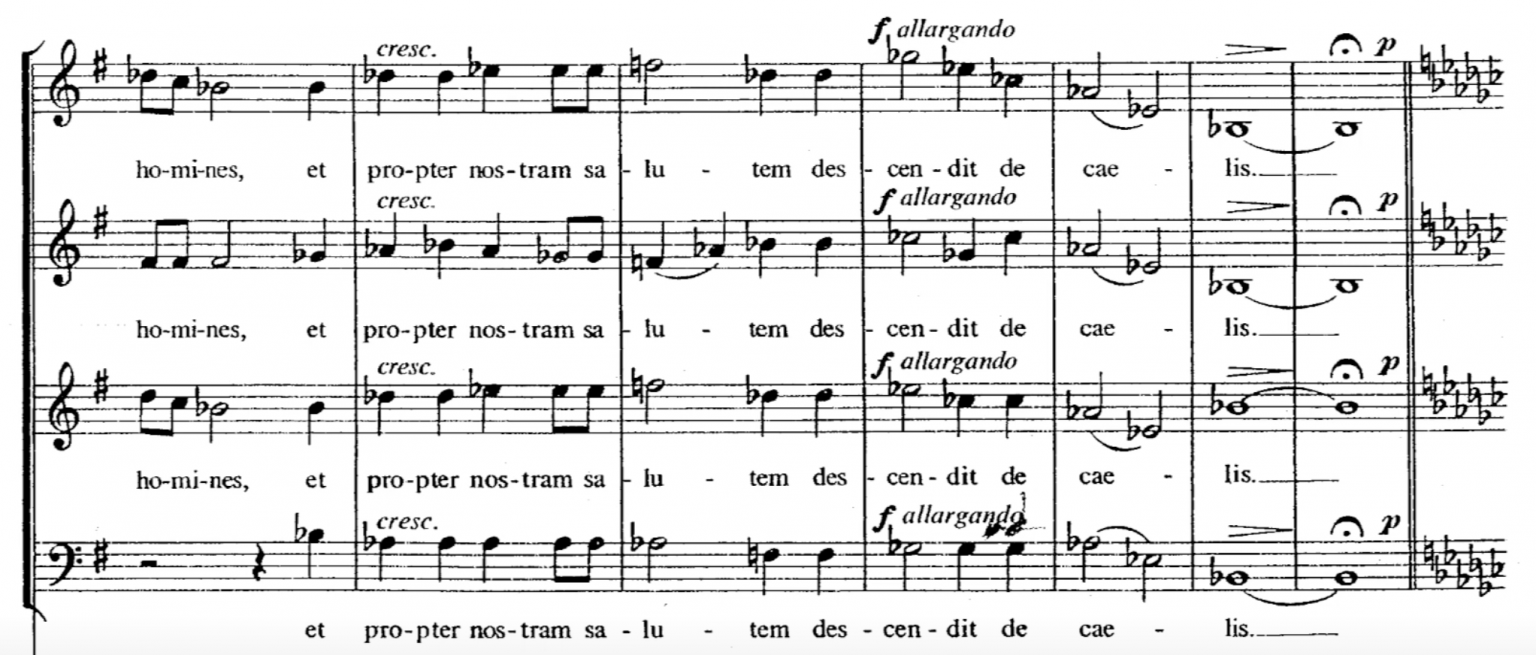 cresc.
f allargando
p
ho-mi-nes, et pro-pter nos-tram sa - lu - tem des - cen - dit de cae - lis.
cresc.
f allargando
p
ho-mi-nes, et pro-pter nos-tram sa - lu - tem des - cen - dit de cae - lis.
cresc.
f allargando
p
ho-mi-nes, et pro-pter nos-tram sa - lu - tem des - cen - dit de cae - lis.
cresc.
f allargando
p
et pro-pter nos-tram sa - lu - tem des - cen - dit de cae - lis.